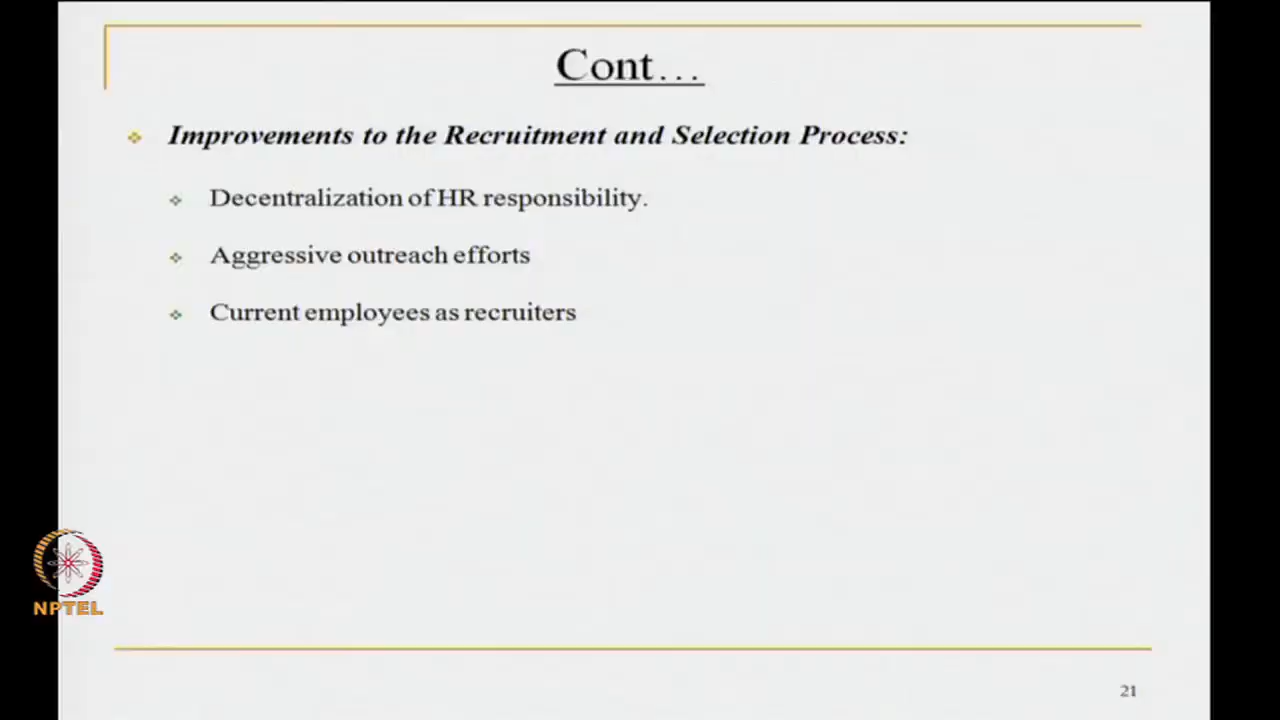 Cont...
Improvements to the Recruitment and Selection Process:
Decentralization of HR responsibility.
Aggressive outreach efforts
Current employees as recruiters
NPTEL
21